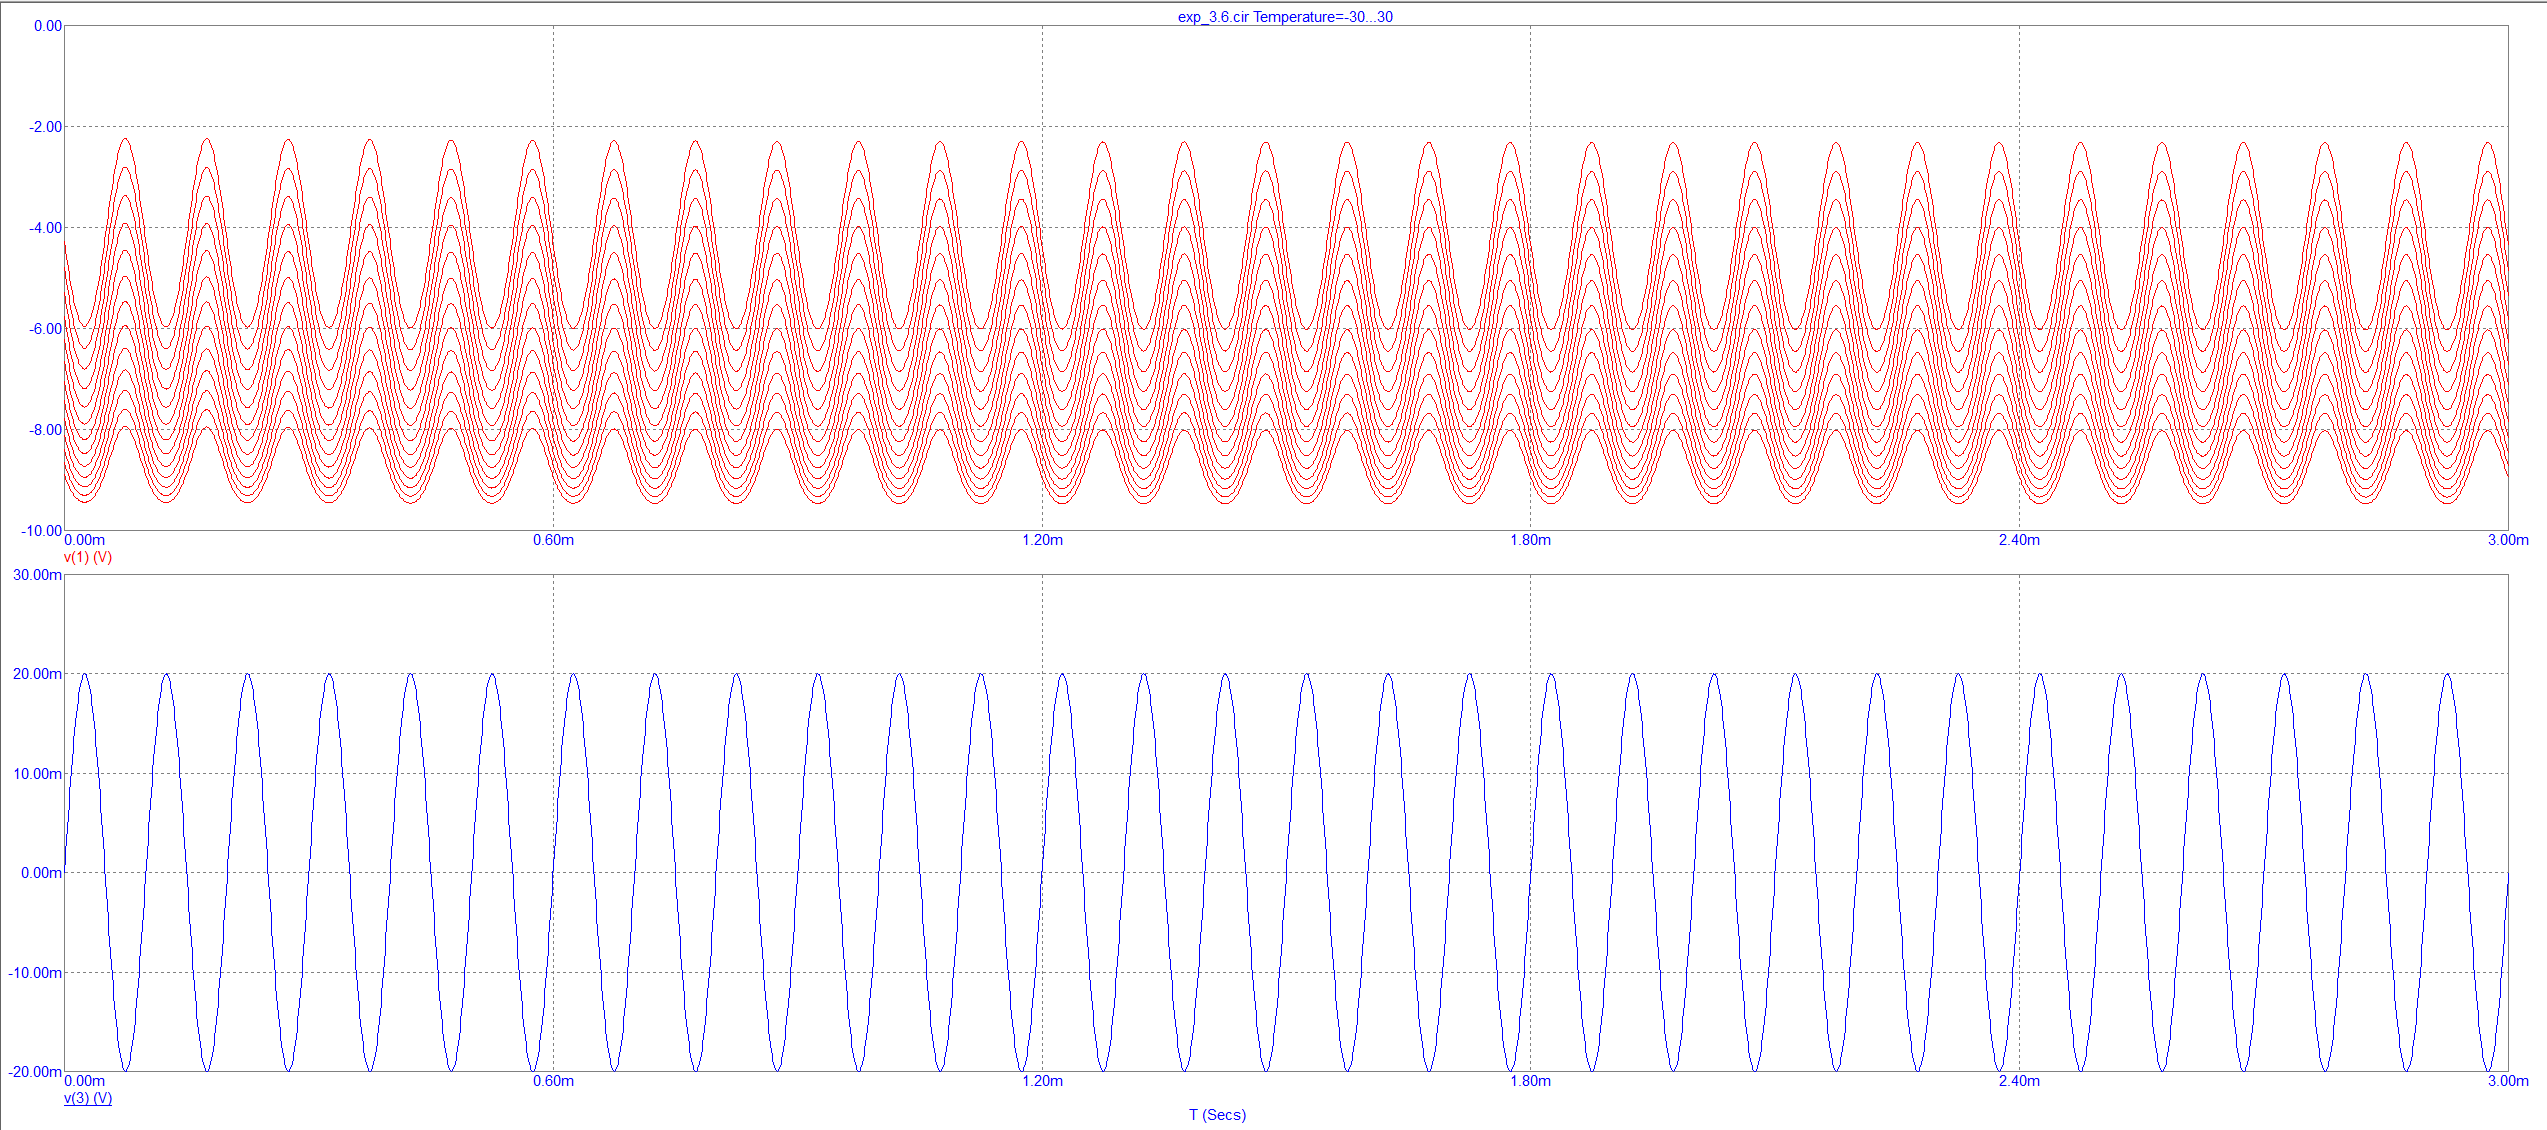 exp_3.6.cir Temperature=-30...30
0.00
-2.00
-4.00
-6.00
-8.00
-10.00
0.00m 0.60m 1.20m 1.80m 2.40m 3.00m
v(1) (V)
30.00m
20.00m
10.00m
0.00m
-10.00m
-20.00m
0.00m 0.60m 1.20m 1.80m 2.40m 3.00m
v(3) (V)
T (Secs)